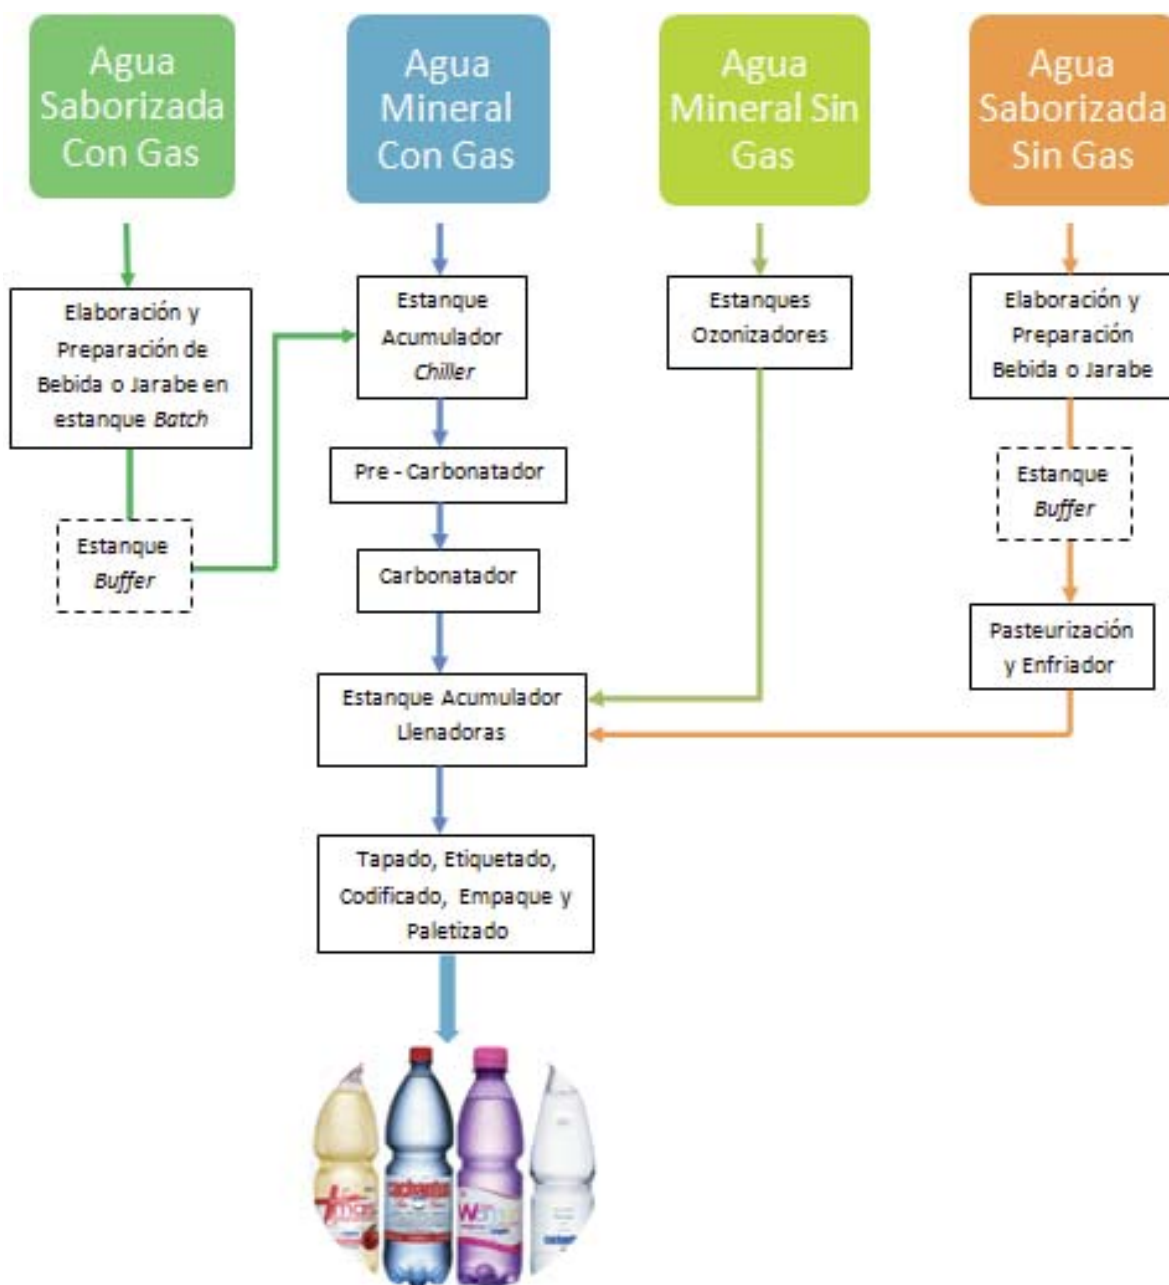 Agua
Saborizada
Con Gas
Agua
Mineral
Con Gas
Agua
Mineral Sin
Gas
Agua
Saborizada
Sin Gas
Elaboración y
Preparación de
Bebida o Jarabe en
estanque Batch
Estanque
Buffer
Estanque
Acumulador
Chiller
Pre - Carbonatador
Carbonatador
Estanques
Ozonizadores
Elaboración y
Preparación
Bebida o Jarabe
Estanque
Buffer
Pasteurización
y Enfriador
Estanque Acumulador
Llenadoras
Tapado, Etiquetado,
Codificado, Empaque y
Paletizado
mas
cachantun